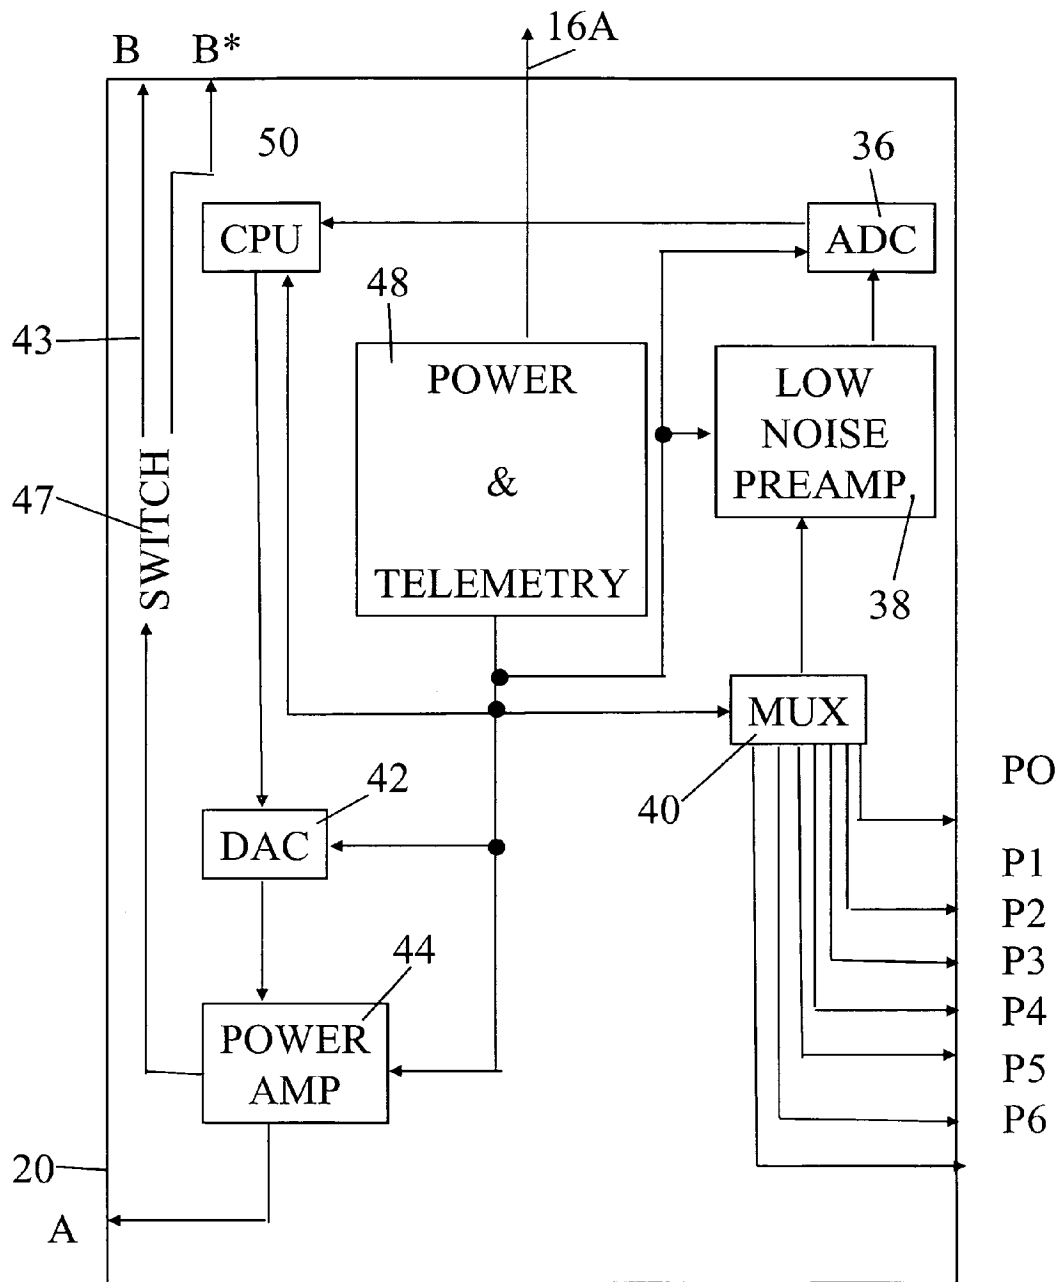 16A
B B*
50
36
CPU
ADC
48
43
POWER
&
TELEMETRY
LOW
NOISE
PREAMP.
47
SWITCH
38
MUX
40
42
DAC
PO
P1
P2
P3
P4
P5
P6
44
POWER
AMP
20
A